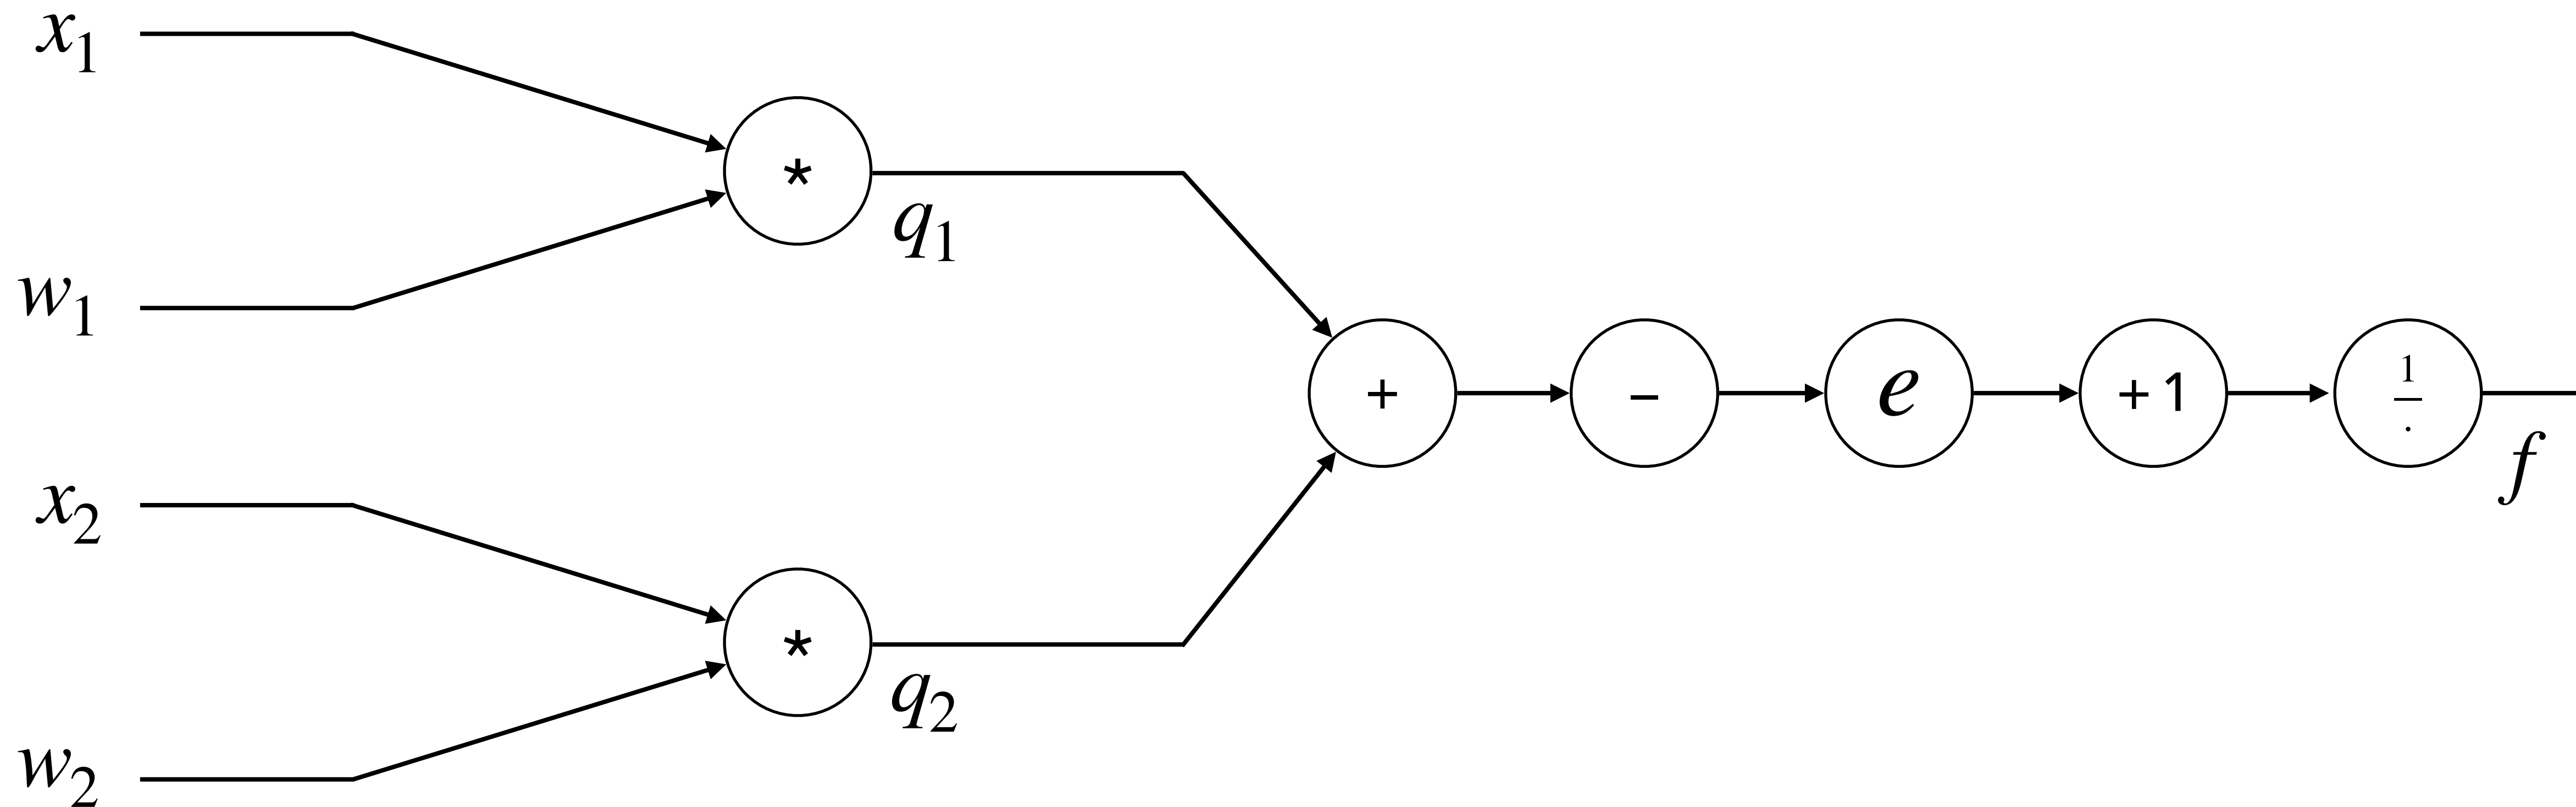 x₁
*
q₁
w₁
+
−
e
+1
1
.
f
x₂
*
q₂
w₂